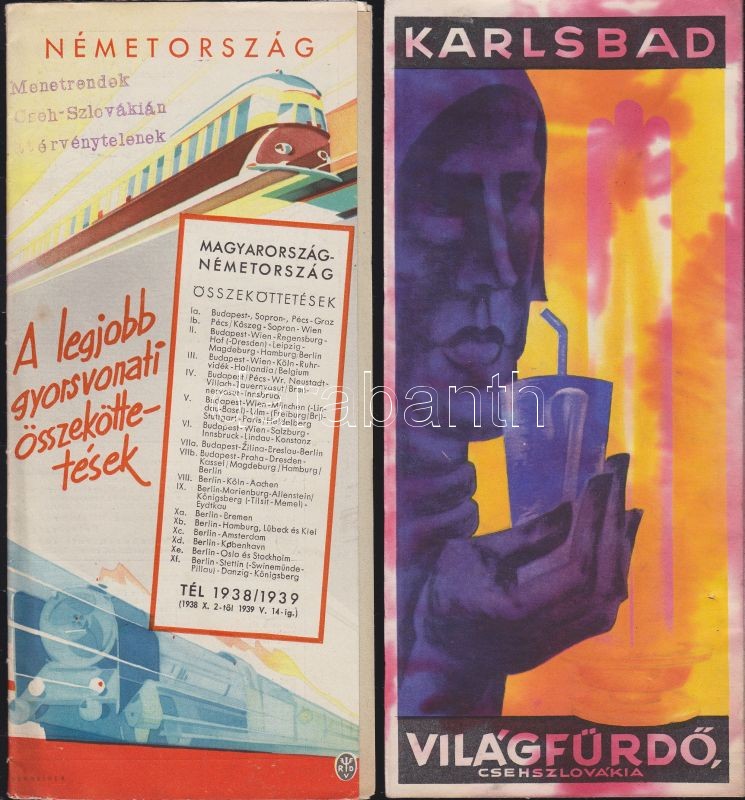 NÉMETORSZÁG
Menetrendek
Cseh-Szlovákián
át érvénytelenek
MAGYARORSZÁG-
NÉMETORSZÁG
ÖSSZEKÖTTETÉSEK
Ia. Budapest-, Sopron-, Pécs-Graz
Ib. Pécs/Kőszeg-Sopron-Wien
II. Budapest-Wien-Regensburg-
Hof (-Dresden)-Leipzig-
Magdeburg-Hamburg/Berlin
III. Budapest-Wien-Köln-Ruhr-
vidék-Hollandia/Belgium
IV. Budapest/Pécs-Wr. Neustadt-
Villach-Tauernvasut/Bren-
nervasut-Innsbruck
V. Budapest-Wien-München (-Lin-
dau-Basel)-Ulm-(Freiburg/Br)-
Stuttgart-Paris/Heidelberg
VI. Budapest-Wien-Salzburg-
Innsbruck-Lindau-Konstanz
VIIa. Budapest-Žilina-Breslau-Berlin
VIIb. Budapest-Praha-Dresden-
Kassel/Magdeburg/Hamburg/
Berlin
VIII. Berlin-Köln-Aachen
IX. Berlin-Marienburg-Allenstein/
Königsberg (-Tilsit-Memel)-
Eydtkau
Xa. Berlin-Bremen
Xb. Berlin-Hamburg, Lübeck és Kiel
Xc. Berlin-Amsterdam
Xd. Berlin-København
Xe. Berlin-Oslo és Stockholm
Xf. Berlin-Stettin (-Swinemünde-
Pillau)-Danzig-Königsberg
TÉL 1938/1939
(1938 X. 2-től 1939 V. 14-ig.)
A legjobb
gyorsvonati
összekötte-
tések
RDV
KARLSBAD
VILÁGFÜRDŐ,
CSEHSZLOVÁKIA
darabanth